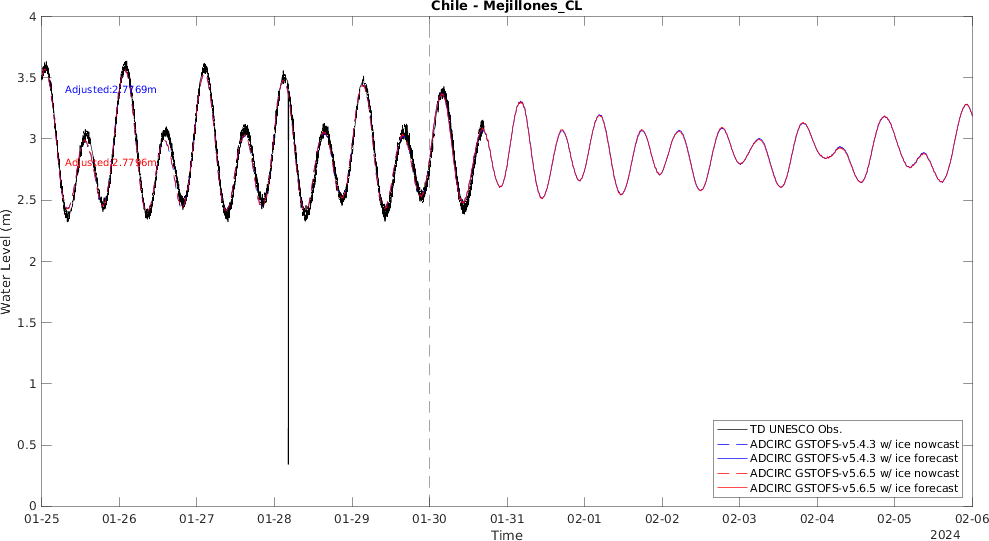 Chile - Mejillones_CL
4
3.5
3
2.5
2
1.5
1
0.5
0
Water Level (m)
Adjusted:2.7769m
Adjusted:2.7796m
TD UNESCO Obs.
ADCIRC GSTOFS-v5.4.3 w/ ice nowcast
ADCIRC GSTOFS-v5.4.3 w/ ice forecast
ADCIRC GSTOFS-v5.6.5 w/ ice nowcast
ADCIRC GSTOFS-v5.6.5 w/ ice forecast
01-25 01-26 01-27 01-28 01-29 01-30 01-31 02-01 02-02 02-03 02-04 02-05 02-06
Time
2024